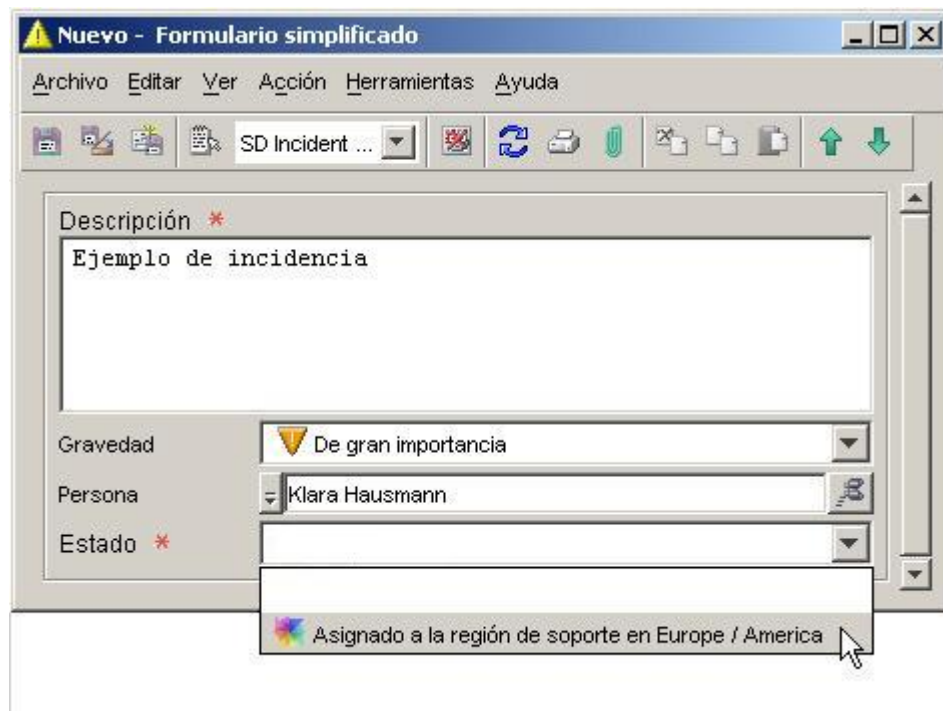 Nuevo - Formulario simplificado
Archivo Editar Ver Acción Herramientas Ayuda
SD Incident ...
Descripción *
Ejemplo de incidencia
Gravedad De gran importancia
Persona Klara Hausmann
Estado *
Asignado a la región de soporte en Europe / America